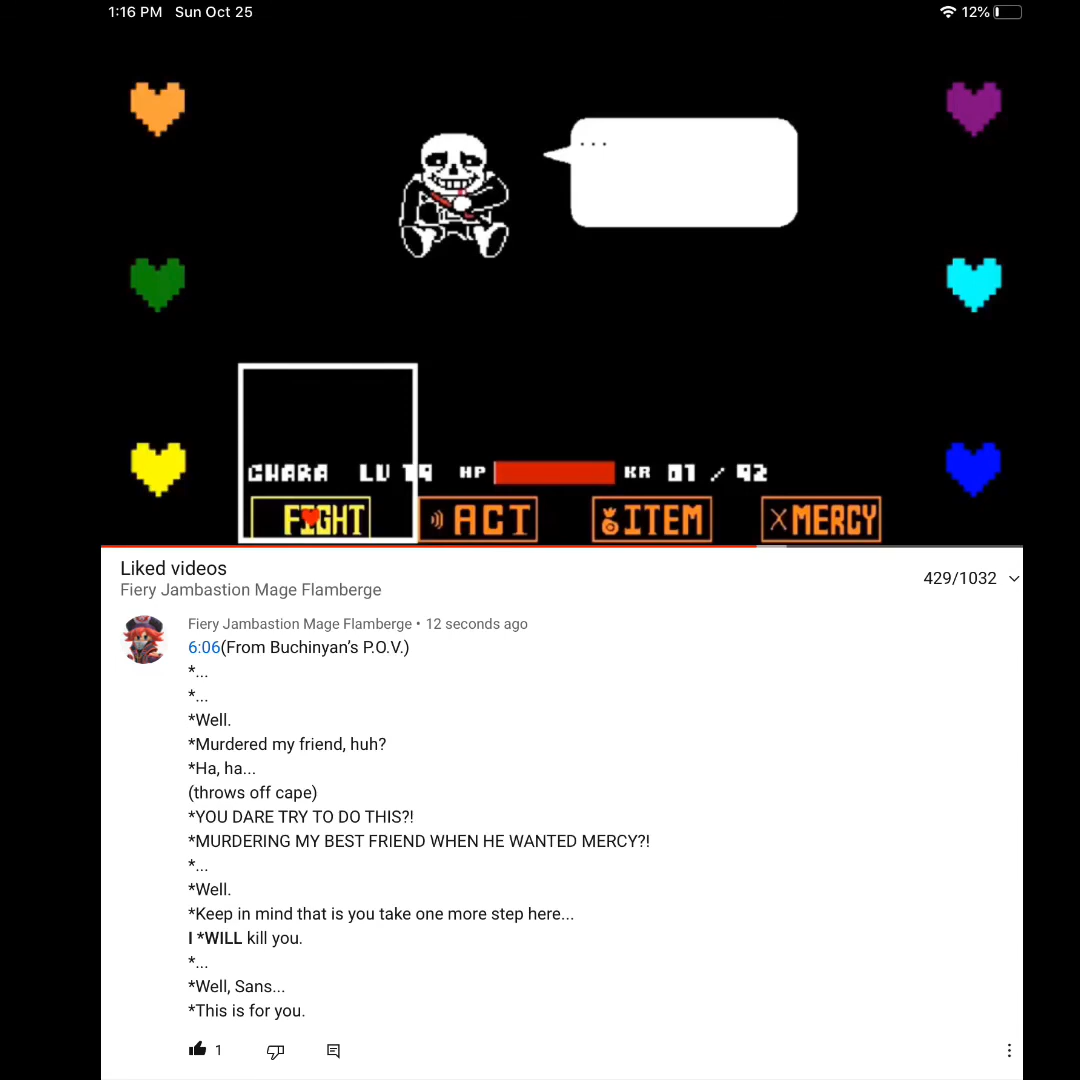 1:16 PM Sun Oct 25 12%
...
CHARA LV 19 HP KR 01 / 92
FIGHT ACT ITEM MERCY
Liked videos
Fiery Jambastion Mage Flamberge
429/1032
Fiery Jambastion Mage Flamberge • 12 seconds ago
6:06(From Buchinyan’s P.O.V.)
*...
*...
*Well.
*Murdered my friend, huh?
*Ha, ha...
(throws off cape)
*YOU DARE TRY TO DO THIS?!
*MURDERING MY BEST FRIEND WHEN HE WANTED MERCY?!
*...
*Well.
*Keep in mind that is you take one more step here...
I *WILL kill you.
*...
*Well, Sans...
*This is for you.
1